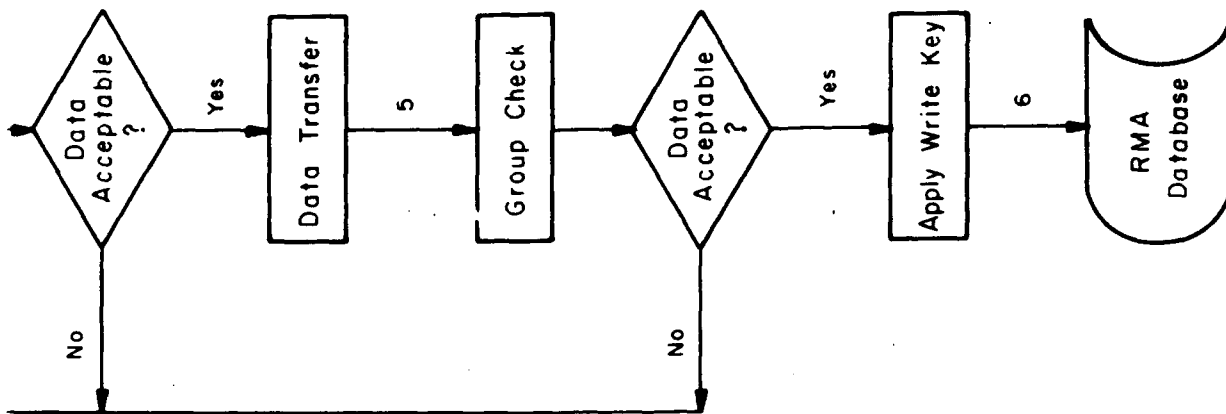 Data
Acceptable
?
Yes
No
Data Transfer
5
Group Check
Data
Acceptable
?
Yes
No
Apply Write Key
6
RMA
Database